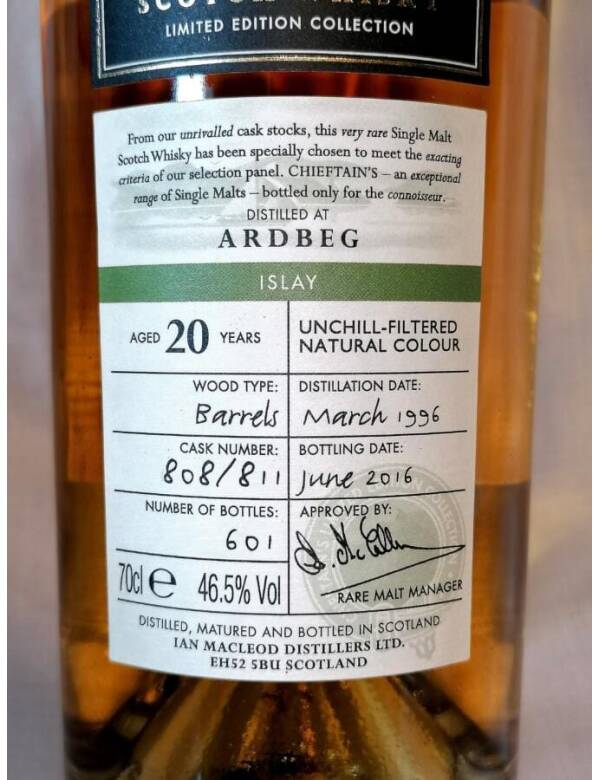 SCOTCH WHISKY
LIMITED EDITION COLLECTION
From our unrivalled cask stocks, this very rare Single Malt
Scotch Whisky has been specially chosen to meet the exacting
criteria of our selection panel. CHIEFTAIN'S – an exceptional
range of Single Malts – bottled only for the connoisseur.
DISTILLED AT
ARDBEG
ISLAY
AGED 20 YEARS
UNCHILL-FILTERED
NATURAL COLOUR
WOOD TYPE:
Barrels
DISTILLATION DATE:
March 1996
CASK NUMBER:
808/811
BOTTLING DATE:
June 2016
NUMBER OF BOTTLES:
601
APPROVED BY:
70cl e 46.5% Vol
RARE MALT MANAGER
DISTILLED, MATURED AND BOTTLED IN SCOTLAND
IAN MACLEOD DISTILLERS LTD.
EH52 5BU SCOTLAND